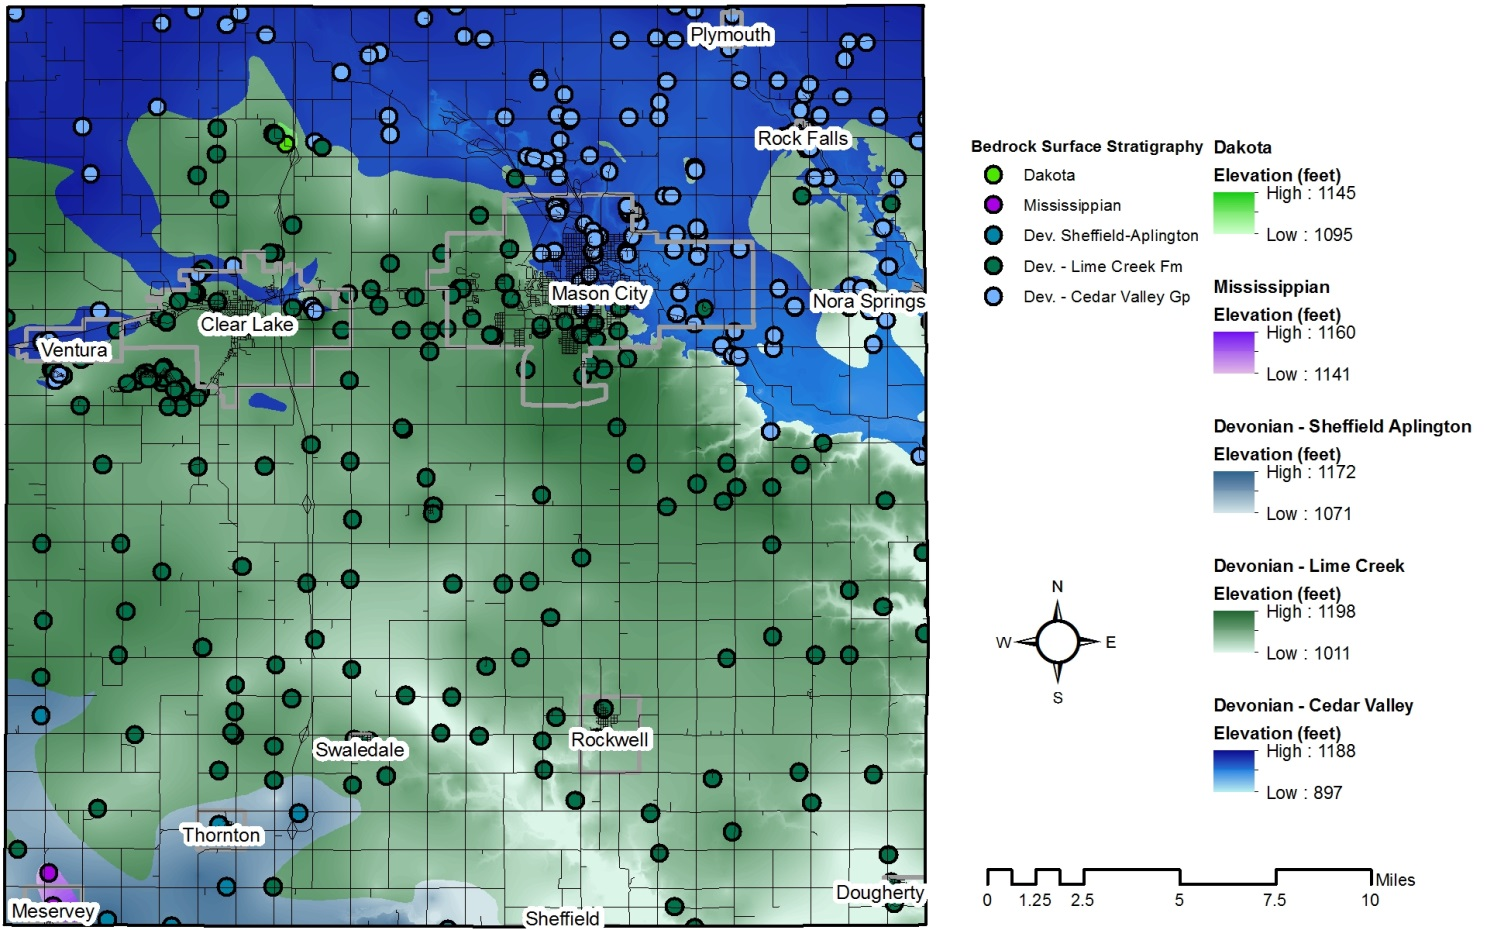 Plymouth
Rock Falls
Mason City
Nora Springs
Clear Lake
Ventura
Swaledale
Rockwell
Thornton
Meservey
Sheffield
Dougherty
Bedrock Surface Stratigraphy
Dakota
Mississippian
Dev. Sheffield-Aplington
Dev. - Lime Creek Fm
Dev. - Cedar Valley Gp
Dakota
Elevation (feet)
High : 1145
Low : 1095
Mississippian
Elevation (feet)
High : 1160
Low : 1141
Devonian - Sheffield Aplington
Elevation (feet)
High : 1172
Low : 1071
Devonian - Lime Creek
Elevation (feet)
High : 1198
Low : 1011
Devonian - Cedar Valley
Elevation (feet)
High : 1188
Low : 897
N
W E
S
Miles
0 1.25 2.5 5 7.5 10